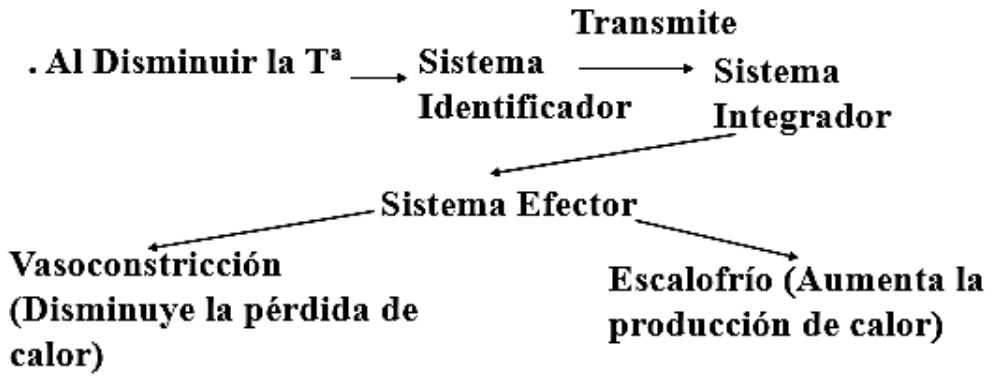 Transmite
. Al Disminuir la Tª
Sistema
Identificador
Sistema
Integrador
Sistema Efector
Vasoconstricción
(Disminuye la pérdida de
calor)
Escalofrío (Aumenta la
producción de calor)